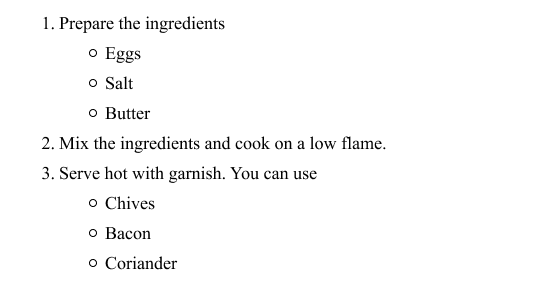 1. Prepare the ingredients
Eggs
Salt
Butter
2. Mix the ingredients and cook on a low flame.
3. Serve hot with garnish. You can use
Chives
Bacon
Coriander